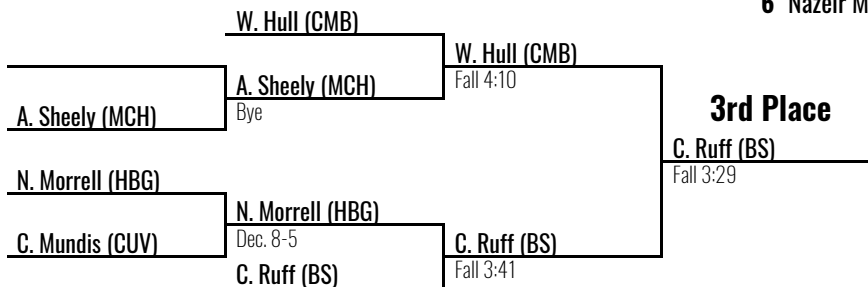 6 Nazeir M
W. Hull (CMB)
W. Hull (CMB)
Fall 4:10
A. Sheely (MCH)
Bye
A. Sheely (MCH)
3rd Place
C. Ruff (BS)
Fall 3:29
N. Morrell (HBG)
N. Morrell (HBG)
Dec. 8-5
C. Mundis (CUV)
C. Ruff (BS)
Fall 3:41
C. Ruff (BS)